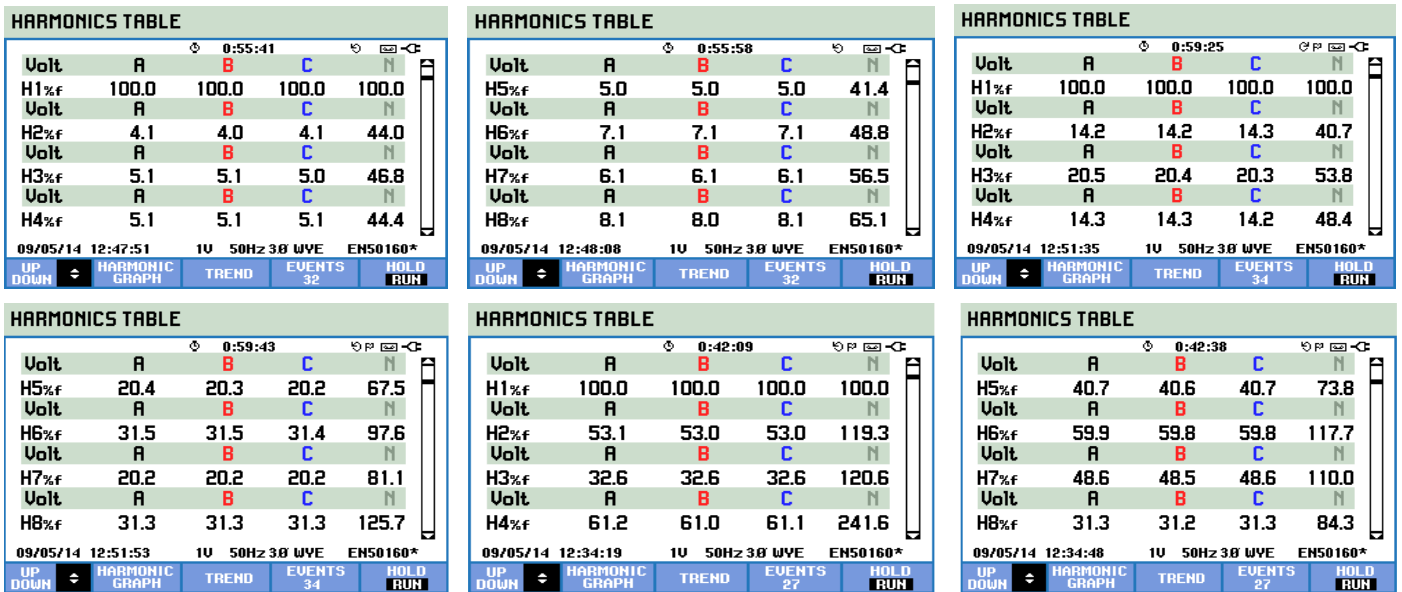 HARMONICS TABLE
0:55:41
Volt A B C N
H1%f 100.0 100.0 100.0 100.0
Volt A B C N
H2%f 4.1 4.0 4.1 44.0
Volt A B C N
H3%f 5.1 5.1 5.0 46.8
Volt A B C N
H4%f 5.1 5.1 5.1 44.4
09/05/14 12:47:51 1V 50Hz 3Ø WYE EN50160*
UP DOWN HARMONIC GRAPH TREND EVENTS 32 HOLD RUN
HARMONICS TABLE
0:55:58
Volt A B C N
H5%f 5.0 5.0 5.0 41.4
Volt A B C N
H6%f 7.1 7.1 7.1 48.8
Volt A B C N
H7%f 6.1 6.1 6.1 56.5
Volt A B C N
H8%f 8.1 8.0 8.1 65.1
09/05/14 12:48:08 1V 50Hz 3Ø WYE EN50160*
UP DOWN HARMONIC GRAPH TREND EVENTS 32 HOLD RUN
HARMONICS TABLE
0:59:25
Volt A B C N
H1%f 100.0 100.0 100.0 100.0
Volt A B C N
H2%f 14.2 14.2 14.3 40.7
Volt A B C N
H3%f 20.5 20.4 20.3 53.8
Volt A B C N
H4%f 14.3 14.3 14.2 48.4
09/05/14 12:51:35 1V 50Hz 3Ø WYE EN50160*
UP DOWN HARMONIC GRAPH TREND EVENTS 34 HOLD RUN
HARMONICS TABLE
0:59:43
Volt A B C N
H5%f 20.4 20.3 20.2 67.5
Volt A B C N
H6%f 31.5 31.5 31.4 97.6
Volt A B C N
H7%f 20.2 20.2 20.2 81.1
Volt A B C N
H8%f 31.3 31.3 31.3 125.7
09/05/14 12:51:53 1V 50Hz 3Ø WYE EN50160*
UP DOWN HARMONIC GRAPH TREND EVENTS 34 HOLD RUN
HARMONICS TABLE
0:42:09
Volt A B C N
H1%f 100.0 100.0 100.0 100.0
Volt A B C N
H2%f 53.1 53.0 53.0 119.3
Volt A B C N
H3%f 32.6 32.6 32.6 120.6
Volt A B C N
H4%f 61.2 61.0 61.1 241.6
09/05/14 12:34:19 1V 50Hz 3Ø WYE EN50160*
UP DOWN HARMONIC GRAPH TREND EVENTS 27 HOLD RUN
HARMONICS TABLE
0:42:38
Volt A B C N
H5%f 40.7 40.6 40.7 73.8
Volt A B C N
H6%f 59.9 59.8 59.8 117.7
Volt A B C N
H7%f 48.6 48.5 48.6 110.0
Volt A B C N
H8%f 31.3 31.2 31.3 84.3
09/05/14 12:34:48 1V 50Hz 3Ø WYE EN50160*
UP DOWN HARMONIC GRAPH TREND EVENTS 27 HOLD RUN